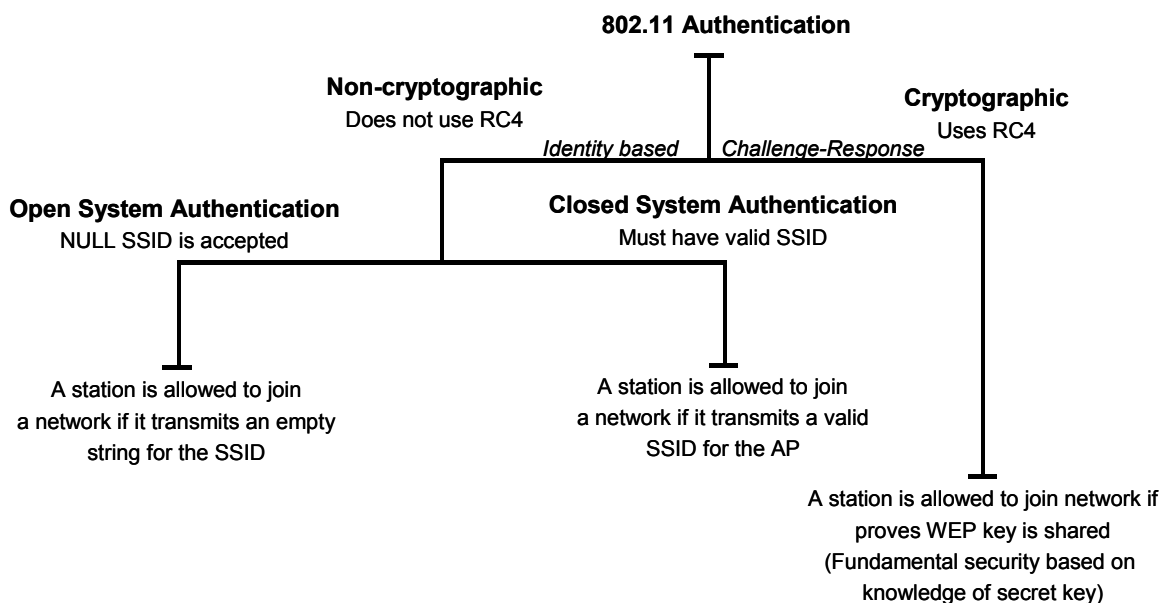 802.11 Authentication
Non-cryptographic
Does not use RC4
Cryptographic
Uses RC4
Identity based
Challenge-Response
Open System Authentication
NULL SSID is accepted
Closed System Authentication
Must have valid SSID
A station is allowed to join
a network if it transmits an empty
string for the SSID
A station is allowed to join
a network if it transmits a valid
SSID for the AP
A station is allowed to join network if
proves WEP key is shared
(Fundamental security based on
knowledge of secret key)